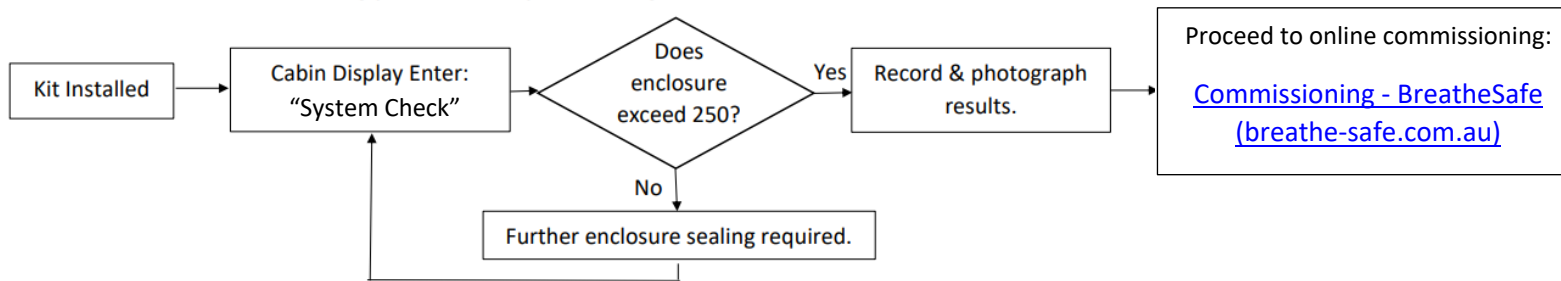 Kit Installed
Cabin Display Enter:
“System Check”
Does
enclosure
exceed 250?
Yes
Record & photograph
results.
Proceed to online commissioning:
Commissioning - BreatheSafe
(breathe-safe.com.au)
No
Further enclosure sealing required.